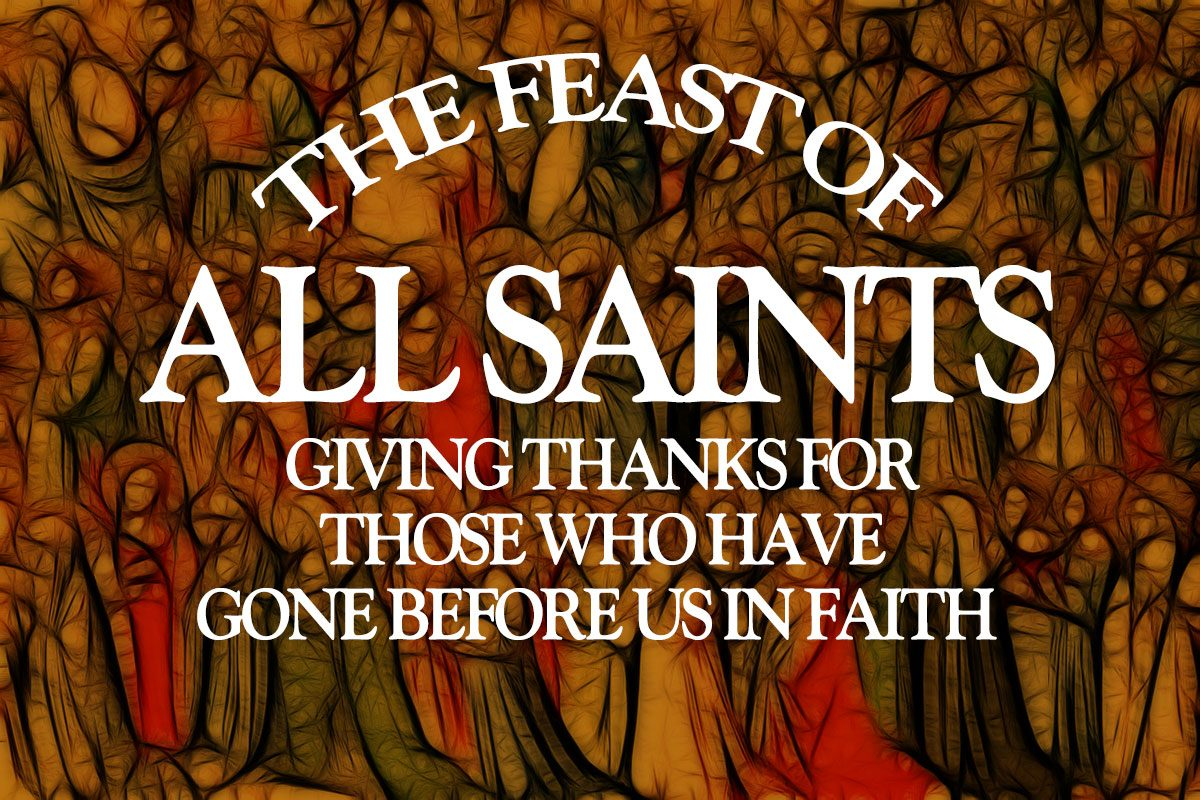 THE FEAST OF
ALL SAINTS
GIVING THANKS FOR
THOSE WHO HAVE
GONE BEFORE US IN FAITH